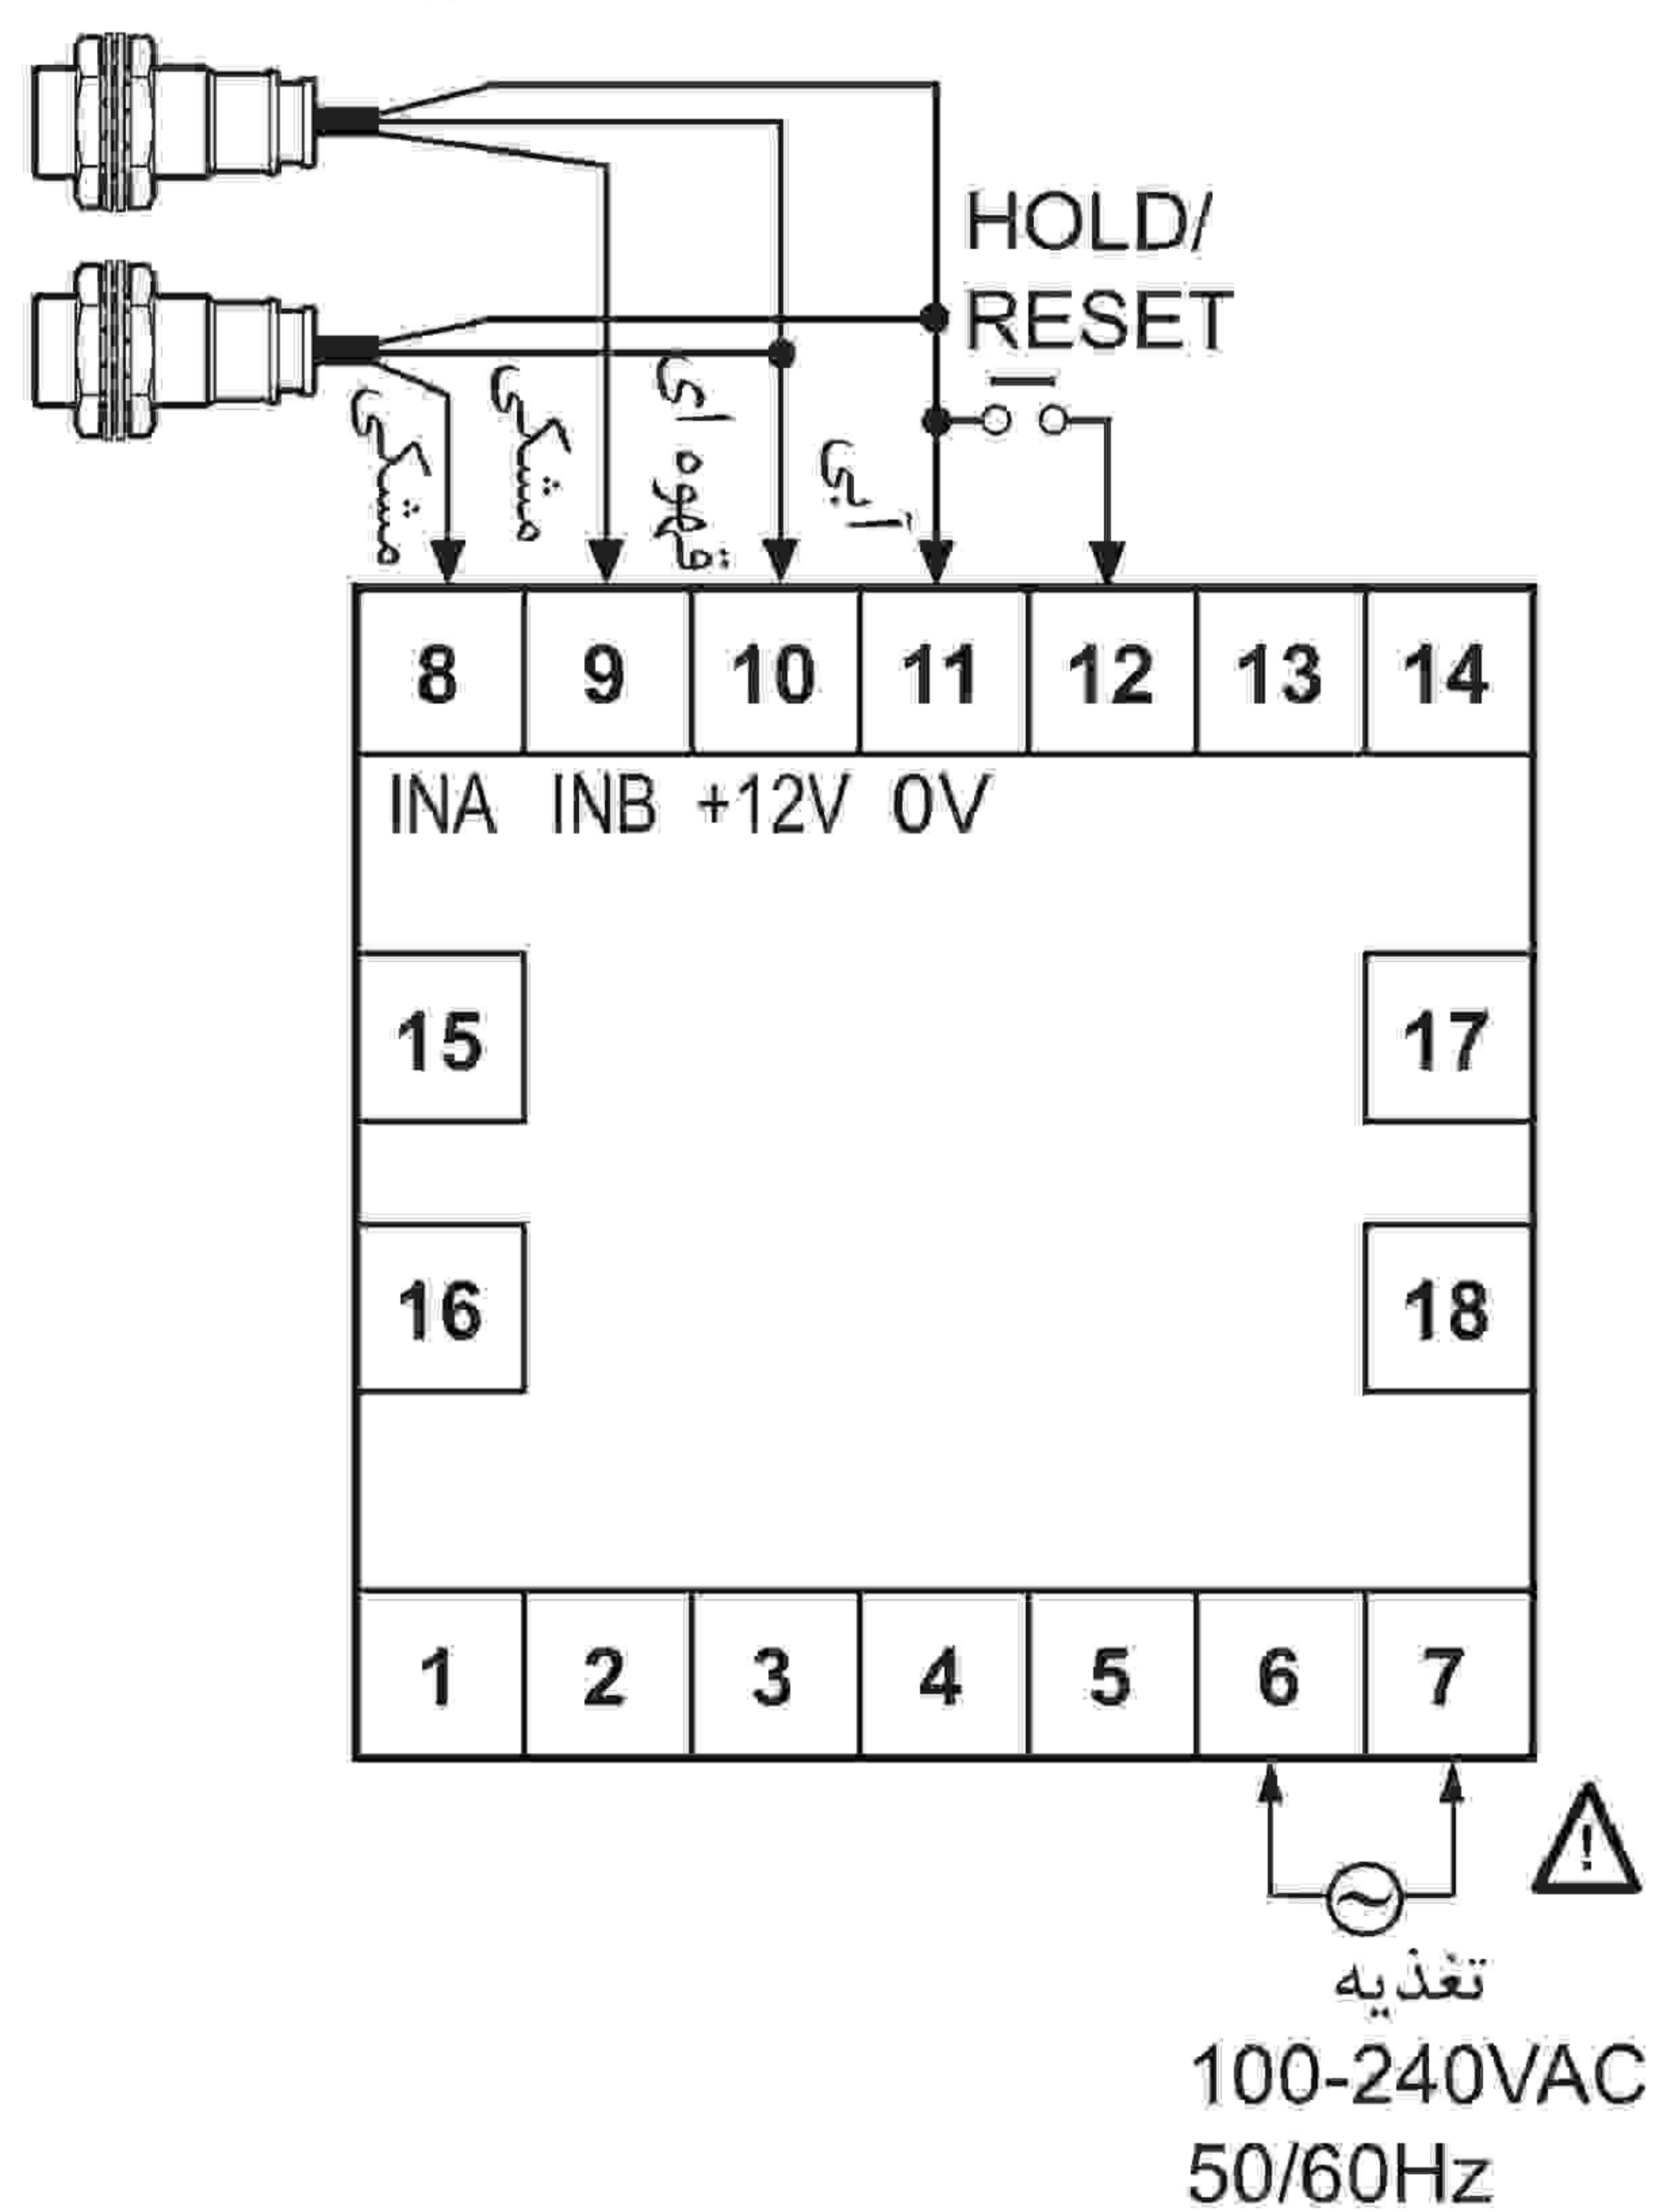 HOLD/
RESET
مشکی
مشکی
قهوه ای
آبی
8 9 10 11 12 13 14
INA INB +12V 0V
15 17
16 18
1 2 3 4 5 6 7
!
تغذیه
100-240VAC
50/60Hz